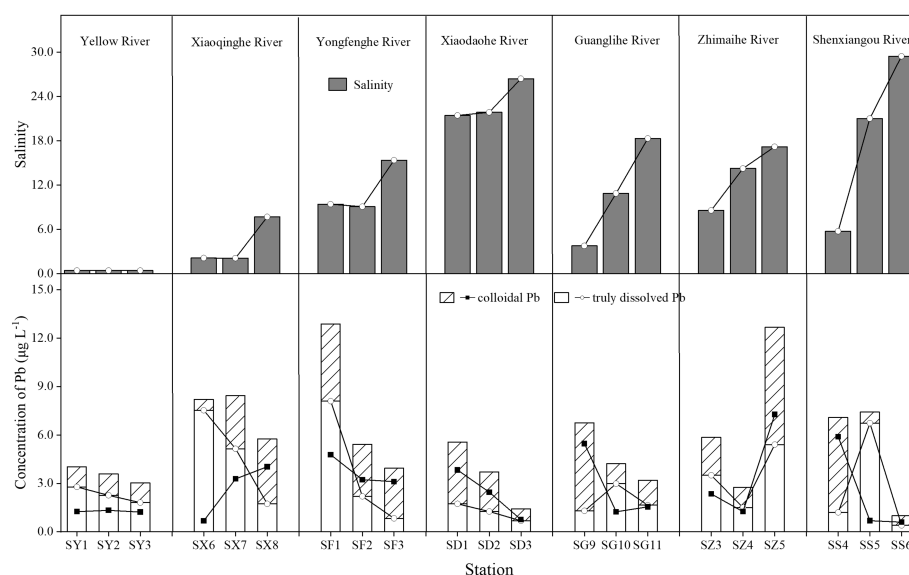 Yellow River
Xiaoqinghe River
Yongfenghe River
Xiaodaohe River
Guanglihe River
Zhimaihe River
Shenxiangou River
Salinity
30.0
24.0
18.0
12.0
6.0
0.0
Salinity
colloidal Pb
truly dissolved Pb
Concentration of Pb (μg L-1)
15.0
12.0
9.0
6.0
3.0
0.0
SY1 SY2 SY3 SX6 SX7 SX8 SF1 SF2 SF3 SD1 SD2 SD3 SG9 SG10 SG11 SZ3 SZ4 SZ5 SS4 SS5 SS6
Station